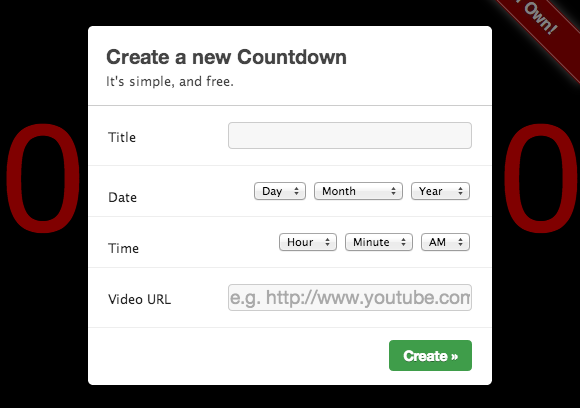 Own!
Create a new Countdown
It's simple, and free.
0
0
Title
Date Day Month Year
Time Hour Minute AM
Video URL e.g. http://www.youtube.com
Create »